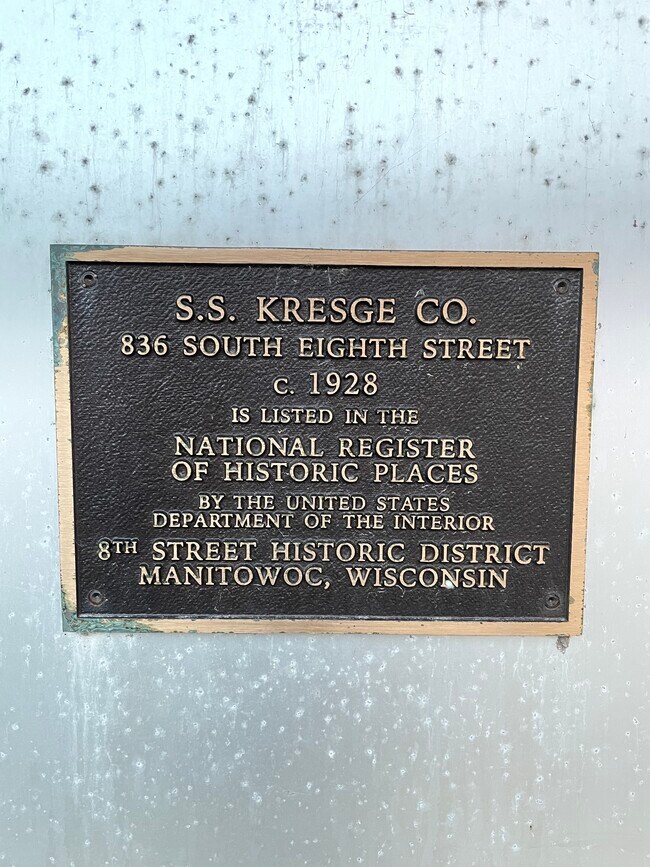 S.S. KRESGE CO.
836 SOUTH EIGHTH STREET
C. 1928
IS LISTED IN THE
NATIONAL REGISTER
OF HISTORIC PLACES
BY THE UNITED STATES
DEPARTMENT OF THE INTERIOR
8TH STREET HISTORIC DISTRICT
MANITOWOC, WISCONSIN